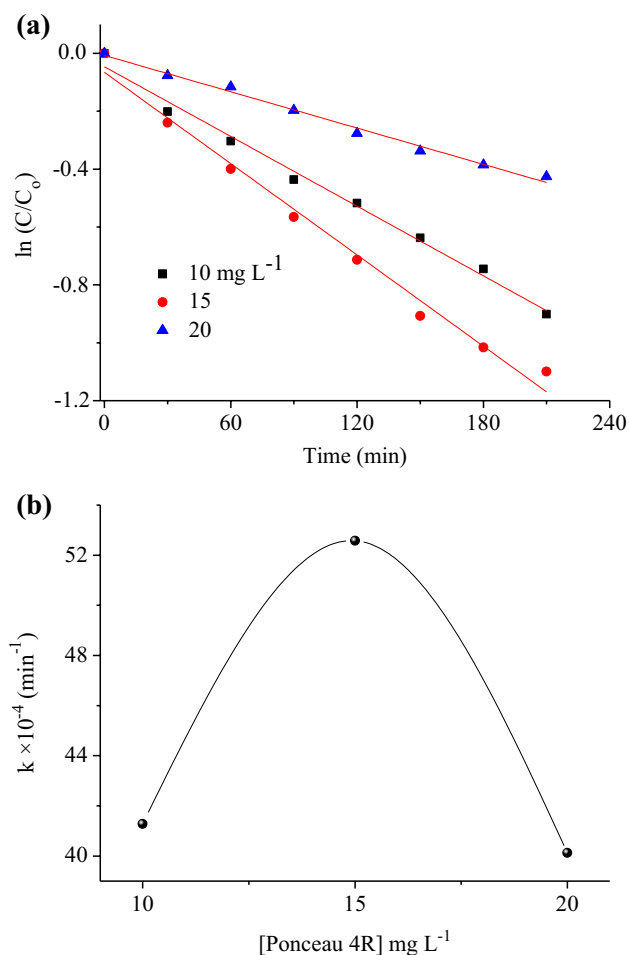 (a)
0.0
-0.4
-0.8
-1.2
ln (C/Co)
10 mg L-1
15
20
0 60 120 180 240
Time (min)
(b)
52
48
44
40
k ×10-4 (min-1)
10 15 20
[Ponceau 4R] mg L-1